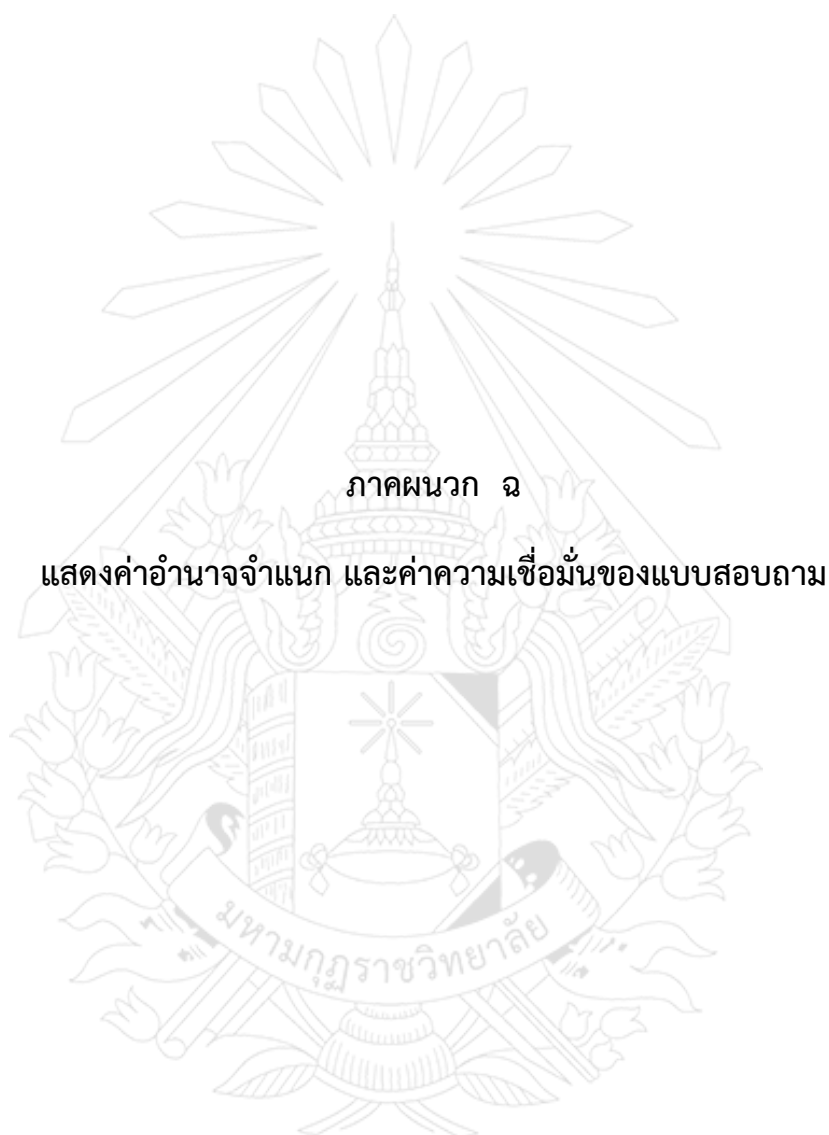 ภาคผนวก ฉ
แสดงค่าอำนาจจำแนก และค่าความเชื่อมั่นของแบบสอบถาม
มหามกุฏราชวิทยาลัย